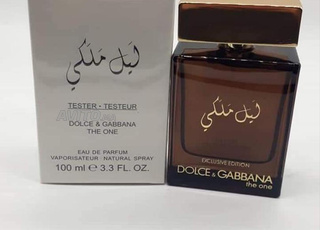 ليل ملكي
TESTER - TESTEUR
DOLCE & GABBANA
THE ONE
EAU DE PARFUM
VAPORISATEUR · NATURAL SPRAY
100 ml ℮ 3.3 FL. OZ.
ليل ملكي
EXCLUSIVE EDITION
DOLCE & GABBANA
the one